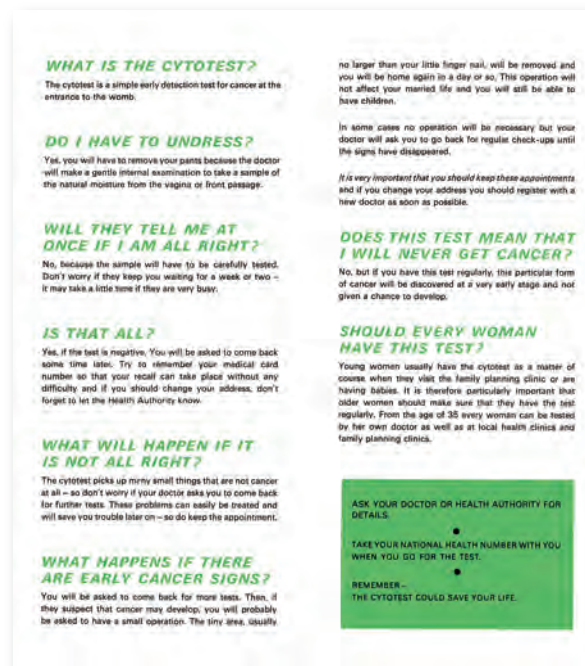 WHAT IS THE CYTOTEST?
The cytotest is a simple early detection test for cancer at the
entrance to the womb.
DO I HAVE TO UNDRESS?
Yes, you will have to remove your pants because the doctor
will make a gentle internal examination to take a sample of
the natural moisture from the vagina or front passage.
WILL THEY TELL ME AT
ONCE IF I AM ALL RIGHT?
No, because the sample will have to be carefully tested.
Don't worry if they keep you waiting for a week or two –
it may take a little time if they are very busy.
IS THAT ALL?
Yes, if the test is negative. You will be asked to come back
some time later. Try to remember your medical card
number so that your recall can take place without any
difficulty and if you should change your address, don't
forget to let the Health Authority know.
WHAT WILL HAPPEN IF IT
IS NOT ALL RIGHT?
The cytotest picks up many small things that are not cancer
at all – so don't worry if your doctor asks you to come back
for further tests. These problems can easily be treated and
will save you trouble later on – so do keep the appointment.
WHAT HAPPENS IF THERE
ARE EARLY CANCER SIGNS?
You will be asked to come back for more tests. Then, if
they suspect that cancer may develop, you will probably
be asked to have a small operation. The tiny area, usually
no larger than your little finger nail, will be removed and
you will be home again in a day or so. This operation will
not affect your married life and you will still be able to
have children.
In some cases no operation will be necessary but your
doctor will ask you to go back for regular check-ups until
the signs have disappeared.
It is very important that you should keep these appointments
and if you change your address you should register with a
new doctor as soon as possible.
DOES THIS TEST MEAN THAT
I WILL NEVER GET CANCER?
No, but if you have this test regularly, this particular form
of cancer will be discovered at a very early stage and not
given a chance to develop.
SHOULD EVERY WOMAN
HAVE THIS TEST?
Young women usually have the cytotest as a matter of
course when they visit the family planning clinic or are
having babies. It is therefore particularly important that
older women should make sure that they have the test
regularly. From the age of 35 every woman can be tested
by her own doctor as well as at local health clinics and
family planning clinics.
ASK YOUR DOCTOR OR HEALTH AUTHORITY FOR
DETAILS.
TAKE YOUR NATIONAL HEALTH NUMBER WITH YOU
WHEN YOU GO FOR THE TEST.
REMEMBER –
THE CYTOTEST COULD SAVE YOUR LIFE.